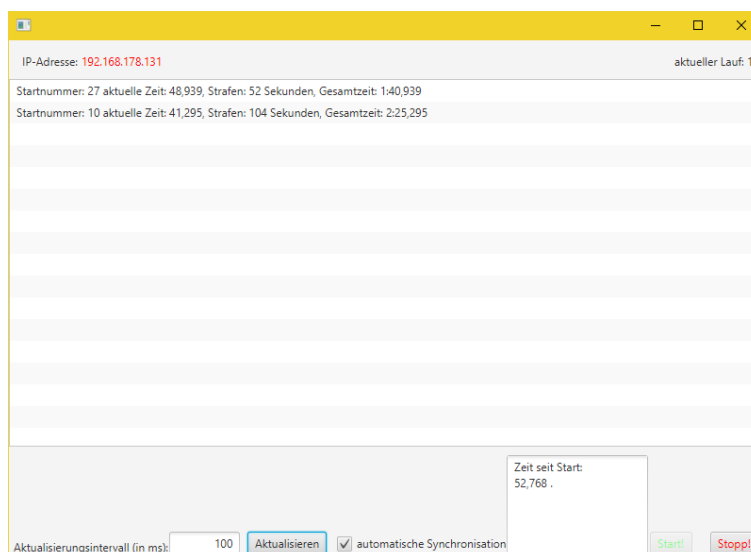 IP-Adresse: 192.168.178.131 aktueller Lauf: 1
Startnummer: 27 aktuelle Zeit: 48,939, Strafen: 52 Sekunden, Gesamtzeit: 1:40,939
Startnummer: 10 aktuelle Zeit: 41,295, Strafen: 104 Sekunden, Gesamtzeit: 2:25,295
Zeit seit Start:
52,768 .
Aktualisierungsintervall (in ms): 100 Aktualisieren automatische Synchronisation Start! Stopp!